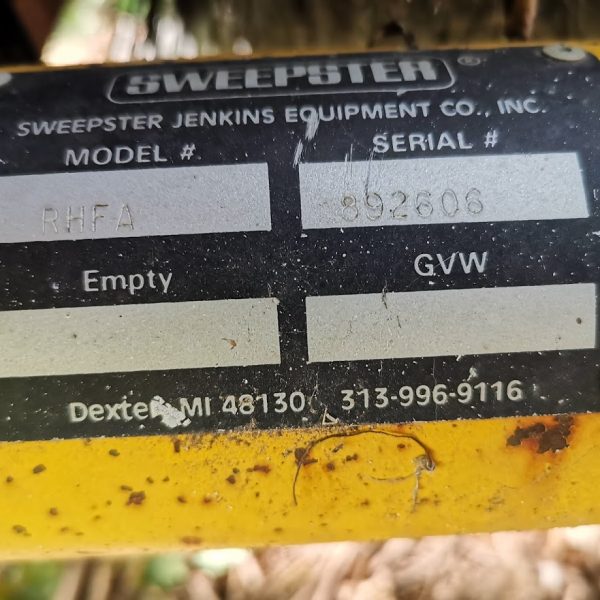 SWEEPSTER ®
SWEEPSTER JENKINS EQUIPMENT CO., INC.
MODEL # SERIAL #
RHFA 892606
Empty GVW
Dexter, MI 48130 313-996-9116